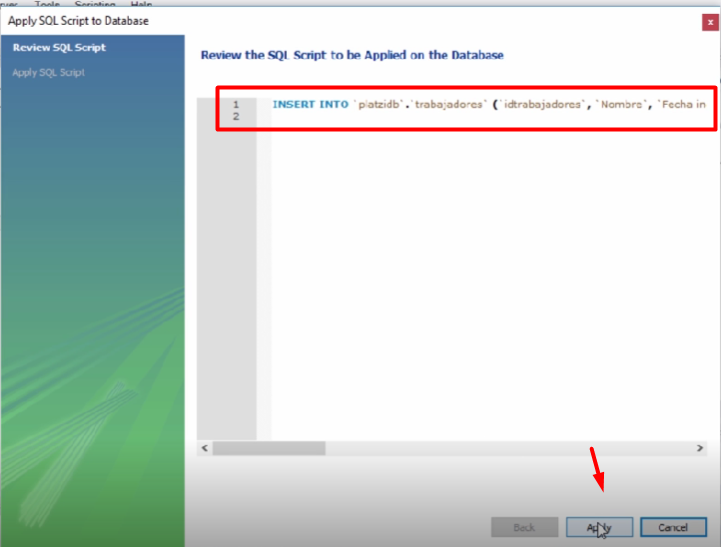 Tools Scripting Help
Apply SQL Script to Database
x
Review SQL Script
Apply SQL Script
Review the SQL Script to be Applied on the Database
1 INSERT INTO `platzidb`.`trabajadores` (`idtrabajadores`, `Nombre`, `Fecha in
2
Back Apply Cancel